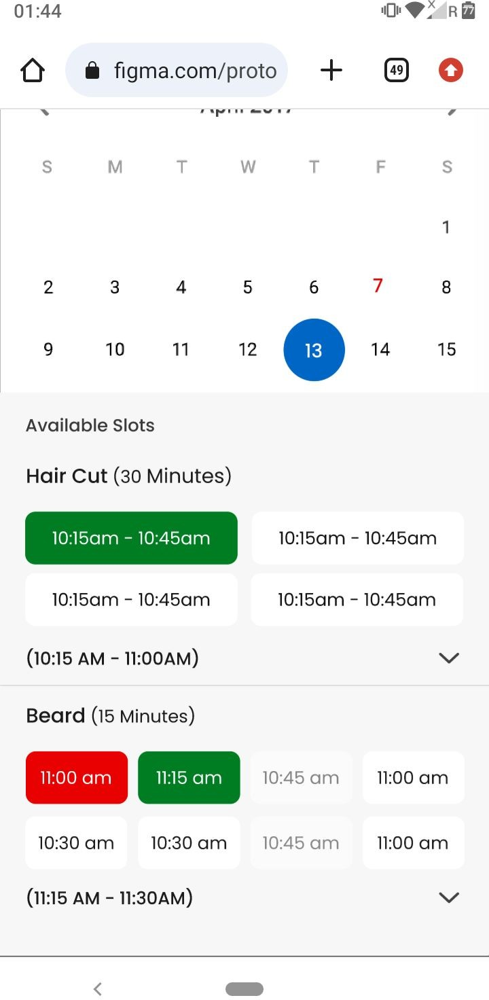 01:44
R 77
figma.com/proto
49
April 2017
S M T W T F S
1
2 3 4 5 6 7 8
9 10 11 12 13 14 15
Available Slots
Hair Cut (30 Minutes)
10:15am - 10:45am 10:15am - 10:45am
10:15am - 10:45am 10:15am - 10:45am
(10:15 AM - 11:00AM)
Beard (15 Minutes)
11:00 am 11:15 am 10:45 am 11:00 am
10:30 am 10:30 am 10:45 am 11:00 am
(11:15 AM - 11:30AM)